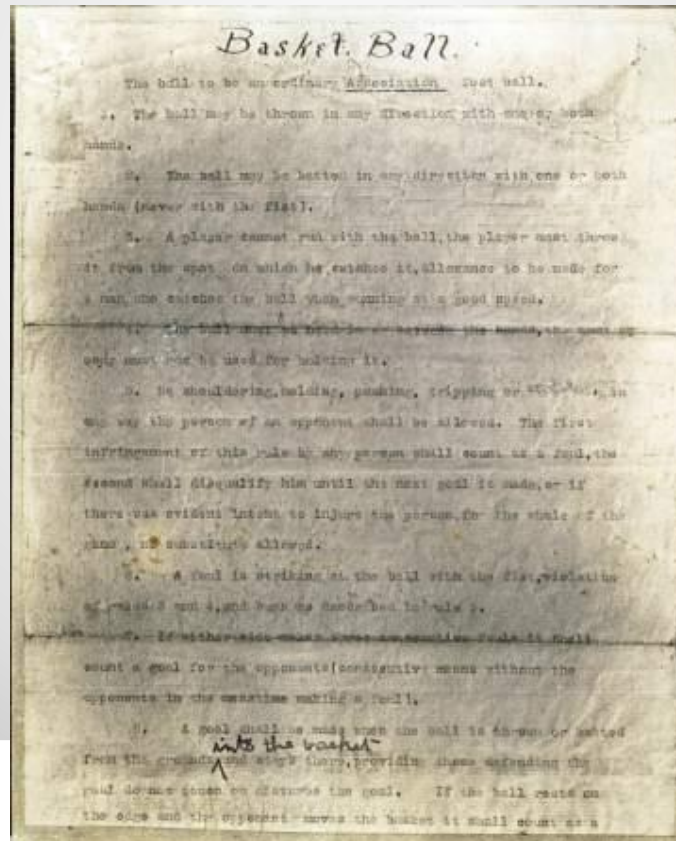 Basket Ball.
The ball to be an ordinary Association foot ball.
1. The ball may be thrown in any direction with one or both
hands.
2. The ball may be batted in any direction with one or both
hands (never with the fist).
3. A player cannot run with the ball, the player must throw
it from the spot on which he catches it, allowance to be made for
a man who catches the ball when running at a good speed.
4. The ball must be held in or between the hands, the arms or
body must not be used for holding it.
5. No shouldering, holding, pushing, tripping or in
any way the person of an opponent shall be allowed. The first
infringement of this rule by any person shall count as a foul, the
second shall disqualify him until the next goal is made, or if
there was evident intent to injure the person, for the whole of the
game, no substitute allowed.
6. A foul is striking at the ball with the fist, violation
of rules 3 and 4, and such as described in rule 5.
7. If either side makes three consecutive fouls it shall
count a goal for the opponents (consecutive means without the
opponents in the meantime making a foul).
8. A goal shall be made when the ball is thrown or batted
into the basket
from the grounds and stays there, providing those defending the
goal do not touch or disturb the goal. If the ball rests on
the edge and the opponent moves the basket it shall count as a